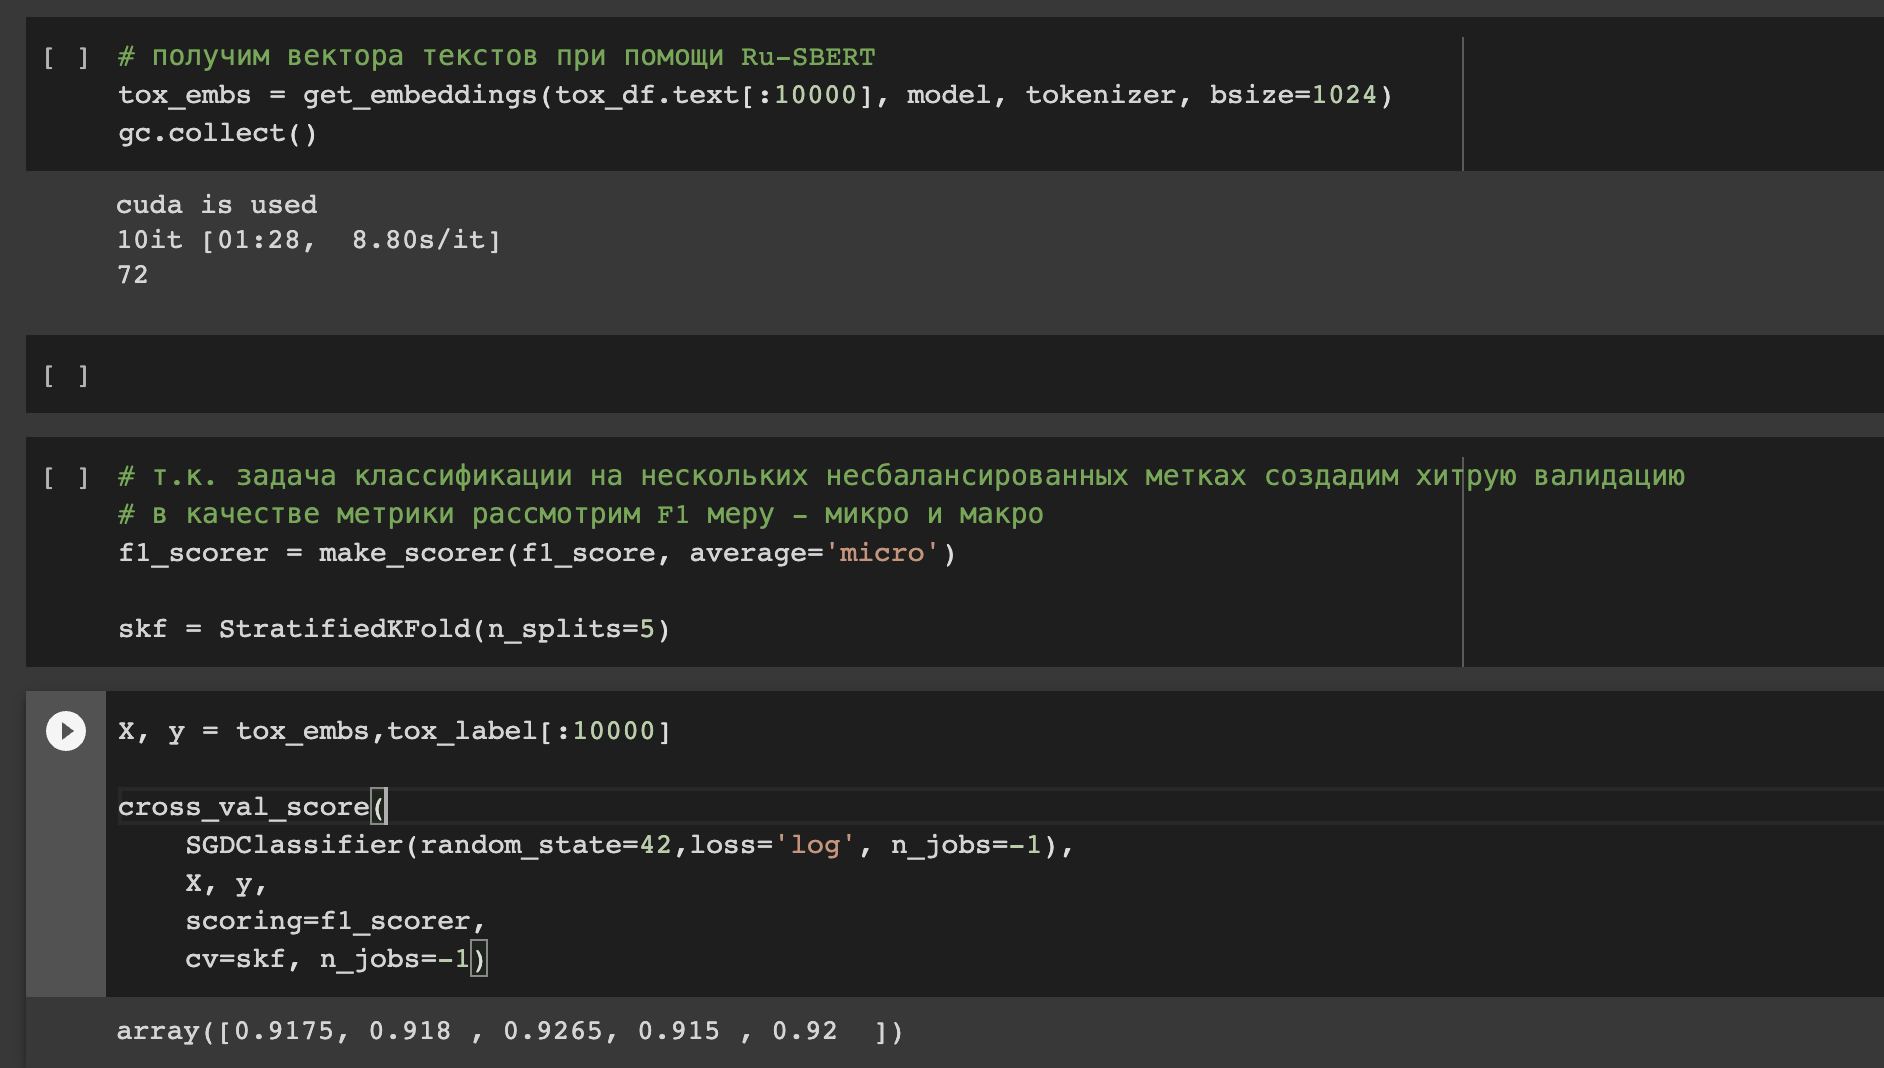 [ ] # получим вектора текстов при помощи Ru-SBERT
tox_embs = get_embeddings(tox_df.text[:10000], model, tokenizer, bsize=1024)
gc.collect()
cuda is used
10it [01:28,  8.80s/it]
72
[ ]
[ ] # т.к. задача классификации на нескольких несбалансированных метках создадим хитрую валидацию
# в качестве метрики рассмотрим F1 меру - микро и макро
f1_scorer = make_scorer(f1_score, average='micro')
skf = StratifiedKFold(n_splits=5)
X, y = tox_embs,tox_label[:10000]
cross_val_score(
    SGDClassifier(random_state=42,loss='log', n_jobs=-1),
    X, y,
    scoring=f1_scorer,
    cv=skf, n_jobs=-1)
array([0.9175, 0.918 , 0.9265, 0.915 , 0.92  ])